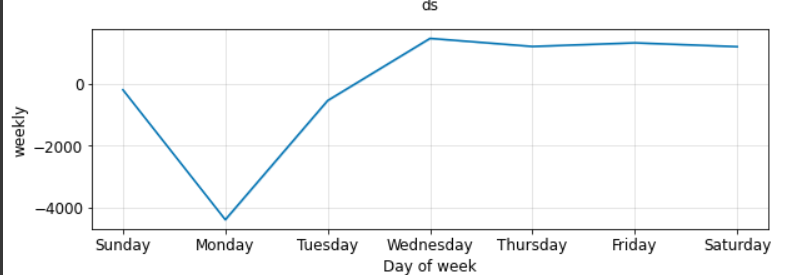 ds
weekly
0
−2000
−4000
Sunday Monday Tuesday Wednesday Thursday Friday Saturday
Day of week